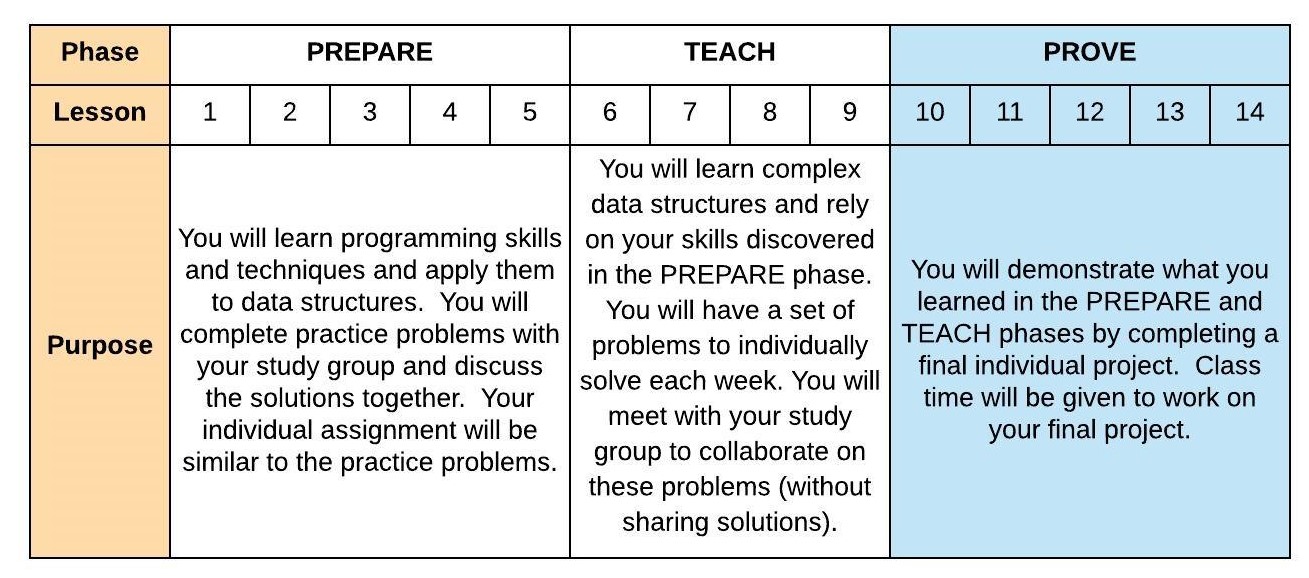 Phase PREPARE TEACH PROVE
Lesson 1 2 3 4 5 6 7 8 9 10 11 12 13 14
Purpose
You will learn programming skills
and techniques and apply them
to data structures.  You will
complete practice problems with
your study group and discuss
the solutions together.  Your
individual assignment will be
similar to the practice problems.
You will learn complex
data structures and rely
on your skills discovered
in the PREPARE phase.
You will have a set of
problems to individually
solve each week. You will
meet with your study
group to collaborate on
these problems (without
sharing solutions).
You will demonstrate what you
learned in the PREPARE and
TEACH phases by completing a
final individual project.  Class
time will be given to work on
your final project.